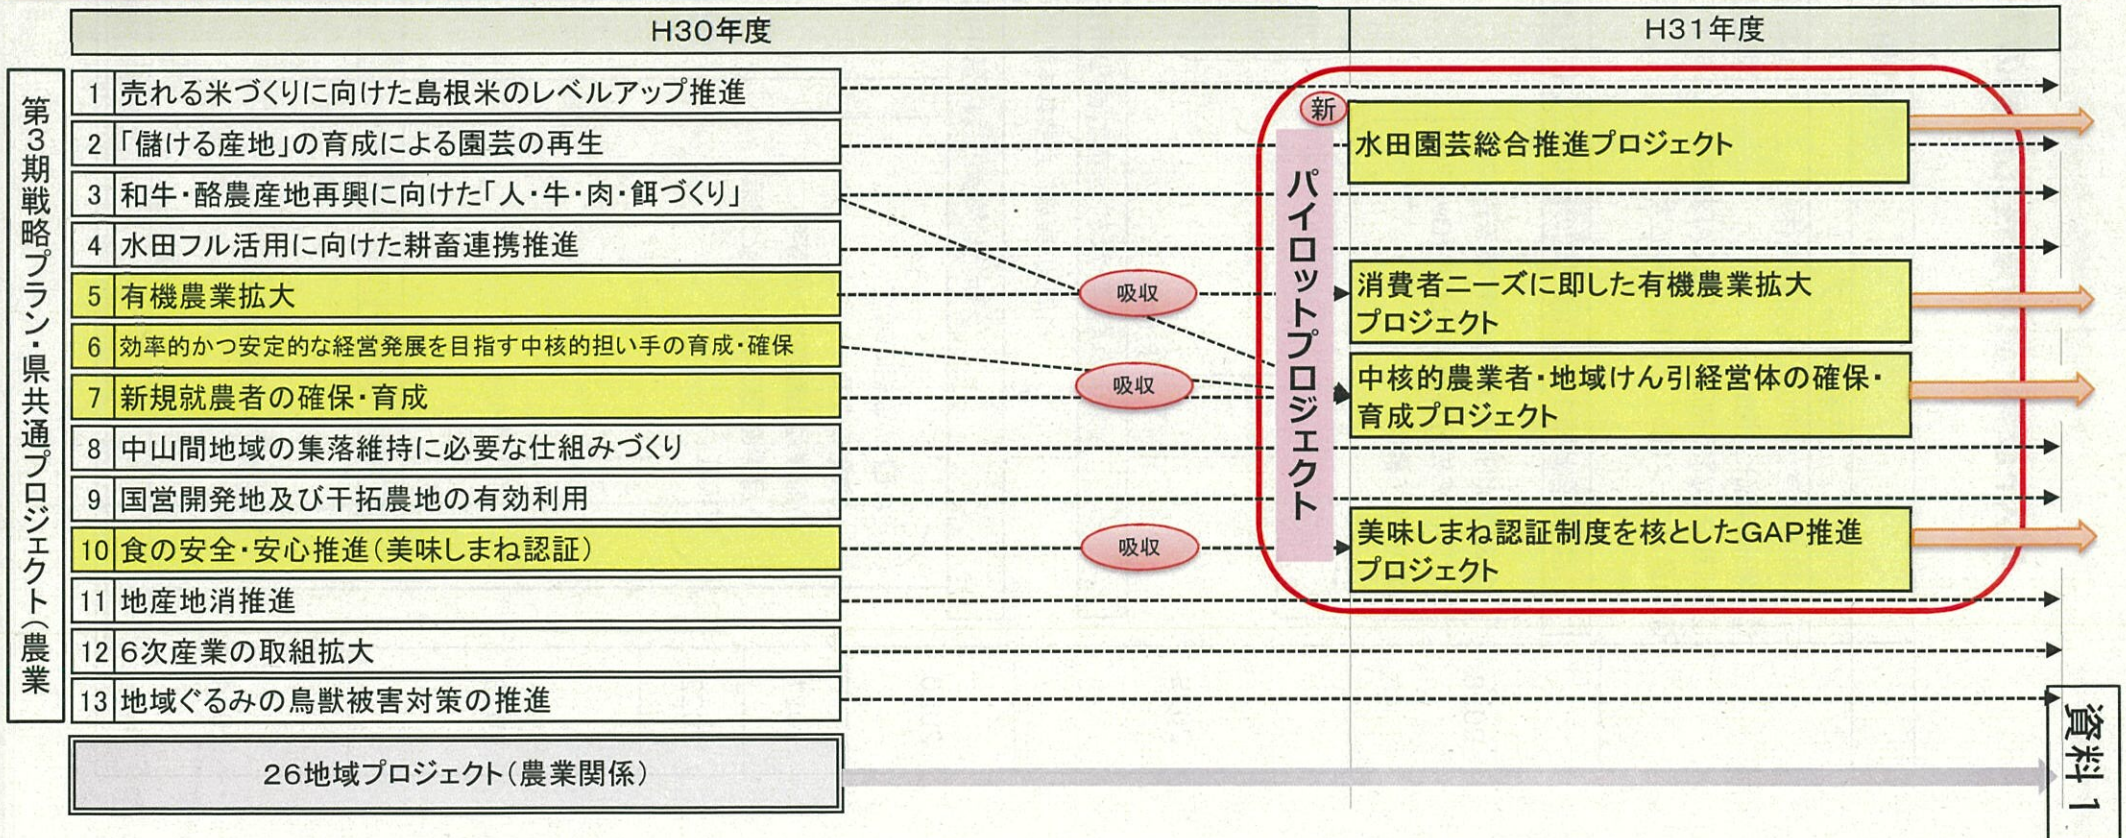 H30年度
H31年度
第3期戦略プラン・県共通プロジェクト(農業
1 売れる米づくりに向けた島根米のレベルアップ推進
2 「儲ける産地」の育成による園芸の再生
3 和牛・酪農産地再興に向けた「人・牛・肉・餌づくり」
4 水田フル活用に向けた耕畜連携推進
5 有機農業拡大
6 効率的かつ安定的な経営発展を目指す中核的担い手の育成・確保
7 新規就農者の確保・育成
8 中山間地域の集落維持に必要な仕組みづくり
9 国営開発地及び干拓農地の有効利用
10 食の安全・安心推進(美味しまね認証)
11 地産地消推進
12 6次産業の取組拡大
13 地域ぐるみの鳥獣被害対策の推進
26地域プロジェクト(農業関係)
吸収
吸収
吸収
パイロットプロジェクト
新
水田園芸総合推進プロジェクト
消費者ニーズに即した有機農業拡大
プロジェクト
中核的農業者・地域けん引経営体の確保・
育成プロジェクト
美味しまね認証制度を核としたGAP推進
プロジェクト
資料1